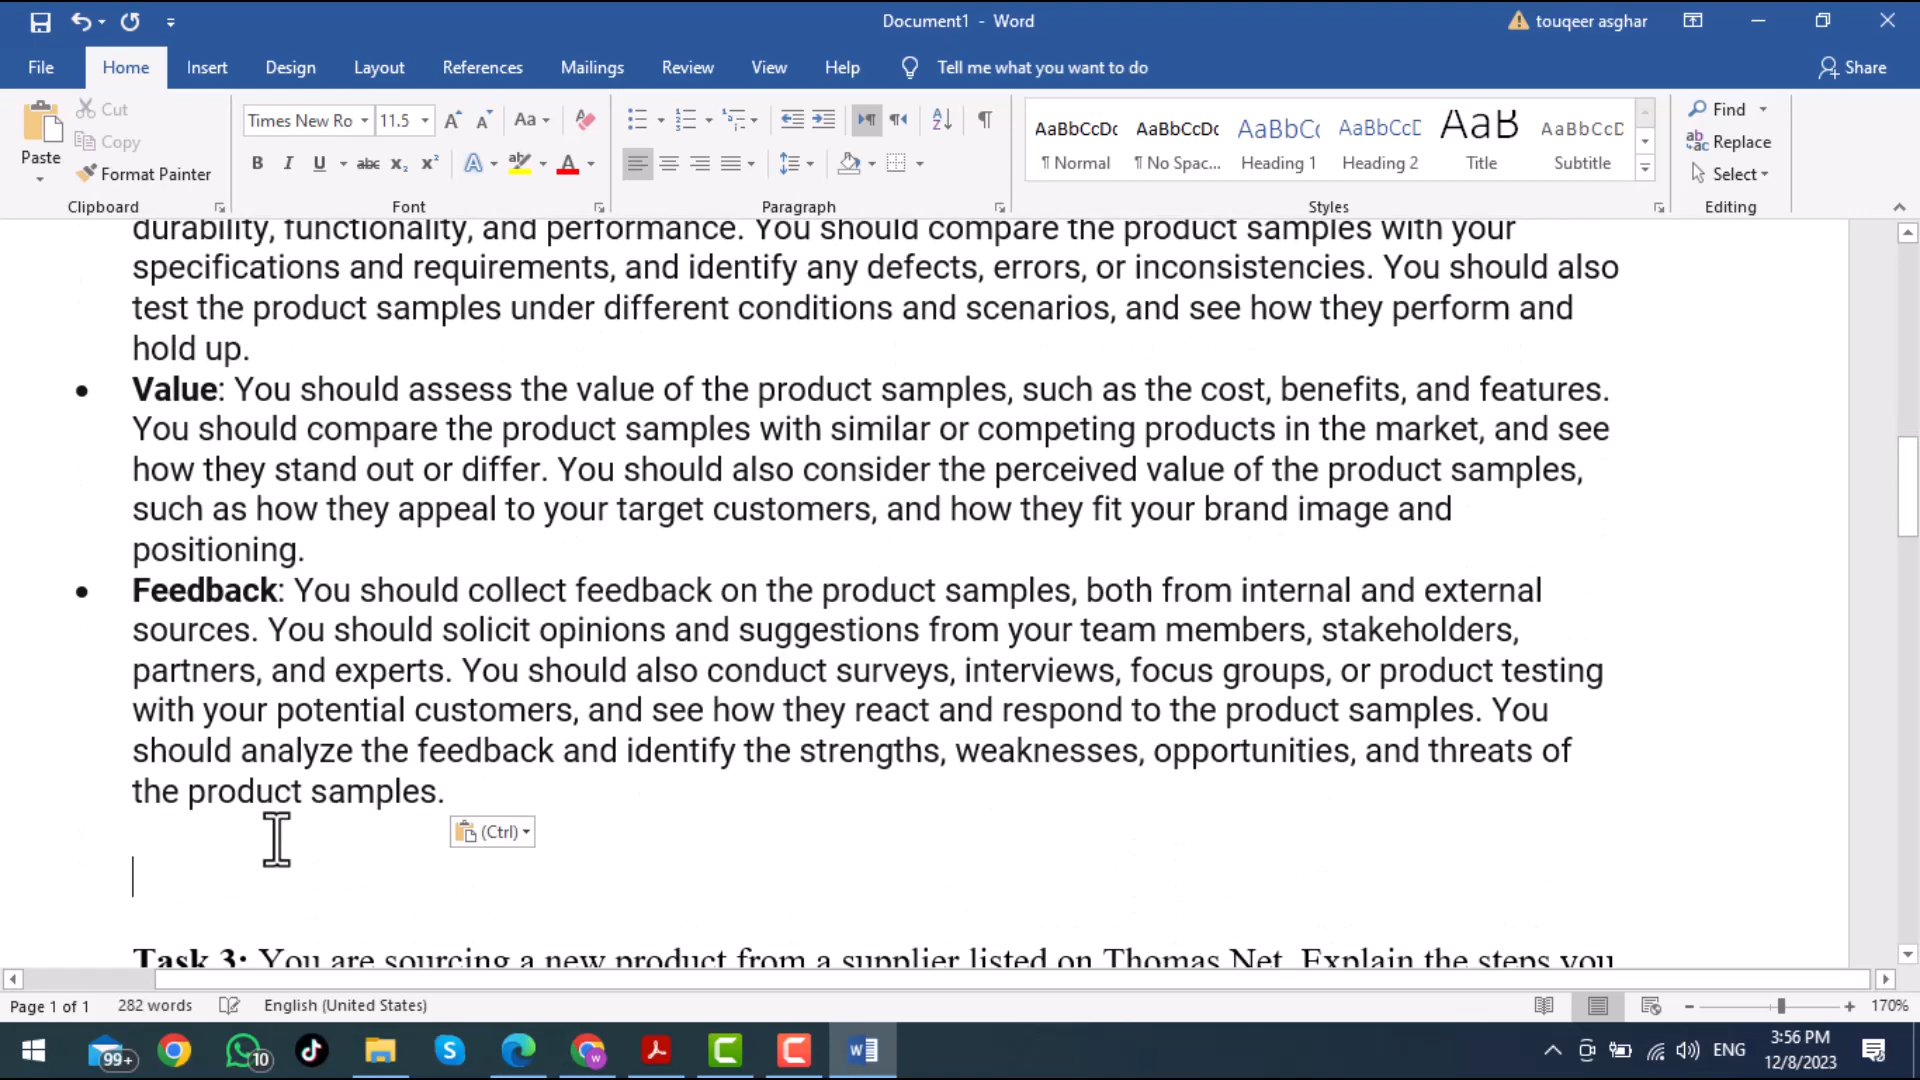 Document1 - Word
touqeer asghar
File Home Insert Design Layout References Mailings Review View Help Tell me what you want to do Share
Paste
Cut
Copy
Format Painter
Clipboard
Times New Ro 11.5
Font
Paragraph
AaBbCcDc AaBbCcDc AaBbC( AaBbCcE AaB AaBbCcD
¶ Normal ¶ No Spac... Heading 1 Heading 2 Title Subtitle
Styles
Find
Replace
Select
Editing
durability, functionality, and performance. You should compare the product samples with your
specifications and requirements, and identify any defects, errors, or inconsistencies. You should also
test the product samples under different conditions and scenarios, and see how they perform and
hold up.
• Value: You should assess the value of the product samples, such as the cost, benefits, and features.
You should compare the product samples with similar or competing products in the market, and see
how they stand out or differ. You should also consider the perceived value of the product samples,
such as how they appeal to your target customers, and how they fit your brand image and
positioning.
• Feedback: You should collect feedback on the product samples, both from internal and external
sources. You should solicit opinions and suggestions from your team members, stakeholders,
partners, and experts. You should also conduct surveys, interviews, focus groups, or product testing
with your potential customers, and see how they react and respond to the product samples. You
should analyze the feedback and identify the strengths, weaknesses, opportunities, and threats of
the product samples.
(Ctrl)
Task 3: You are sourcing a new product from a supplier listed on Thomas Net. Explain the steps you
Page 1 of 1 282 words English (United States) 170%
99+ 10 ENG 3:56 PM
12/8/2023